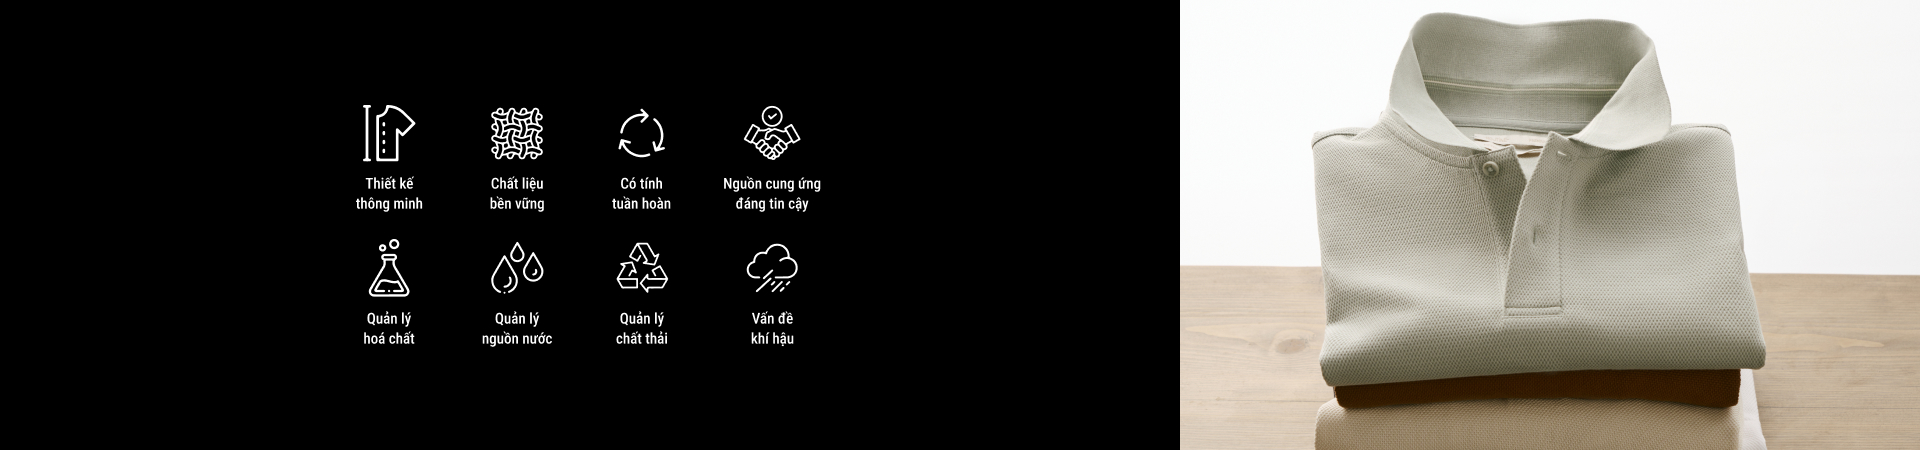 Thiết kế
thông minh
Chất liệu
bền vững
Có tính
tuần hoàn
Nguồn cung ứng
đáng tin cậy
Quản lý
hoá chất
Quản lý
nguồn nước
Quản lý
chất thải
Vấn đề
khí hậu